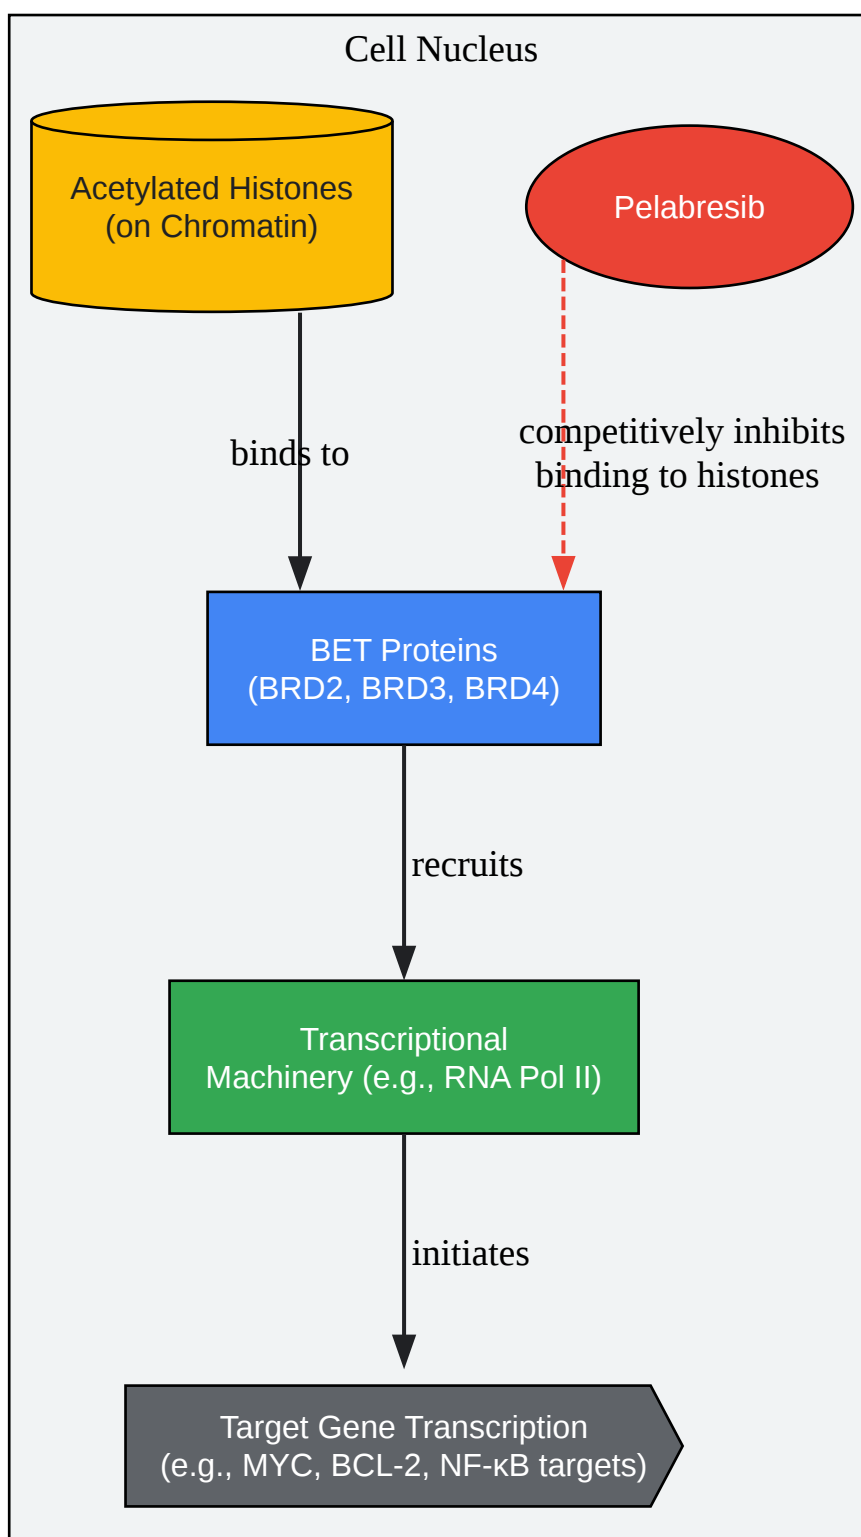 Cell Nucleus
Acetylated Histones
(on Chromatin)
Pelabresib
binds to
competitively inhibits
binding to histones
BET Proteins
(BRD2, BRD3, BRD4)
recruits
Transcriptional
Machinery (e.g., RNA Pol II)
initiates
Target Gene Transcription
(e.g., MYC, BCL-2, NF-κB targets)